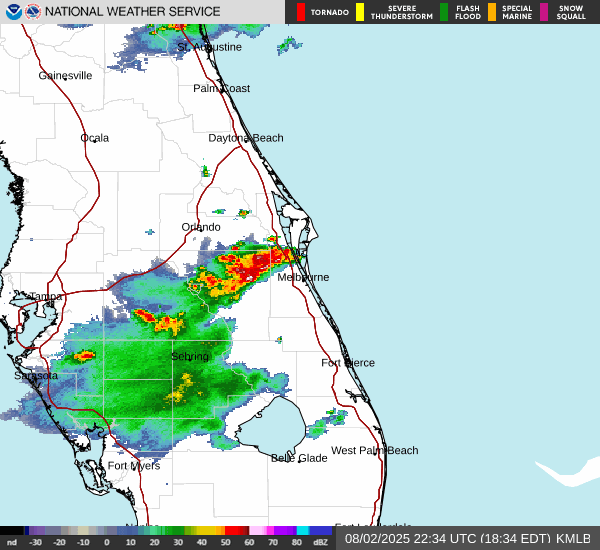 NATIONAL WEATHER SERVICE
TORNADO
SEVERE THUNDERSTORM
FLASH FLOOD
SPECIAL MARINE
SNOW SQUALL
St. Augustine
Gainesville
Palm Coast
Ocala
Daytona Beach
Orlando
Melbourne
Tampa
Sebring
Fort Pierce
Sarasota
West Palm Beach
Belle Glade
Fort Myers
nd -30 -20 -10 0 10 20 30 40 50 60 70 80 dBZ
08/02/2025 22:34 UTC (18:34 EDT) KMLB